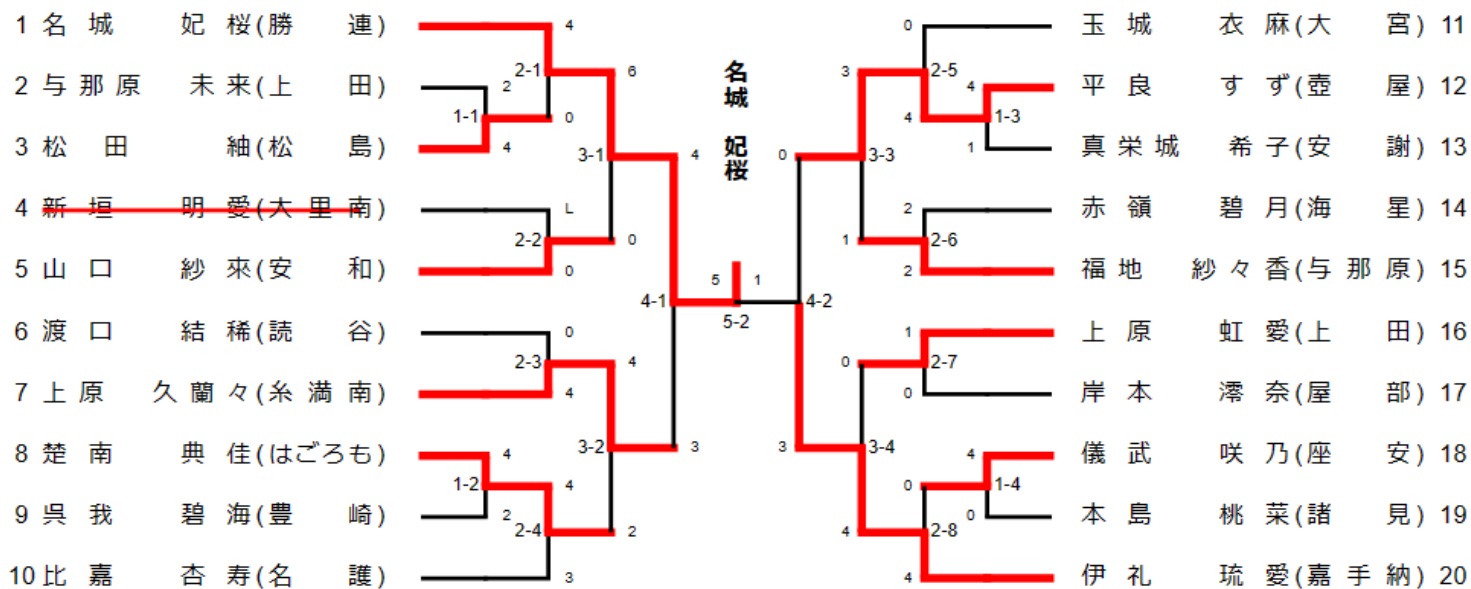 1 名城 妃桜(勝 連)
2 与那原 未来(上 田)
3 松田 紬(松 島)
4 新垣 明愛(大里南)
5 山口 紗來(安 和)
6 渡口 結稀(読 谷)
7 上原 久蘭々(糸満南)
8 楚南 典佳(はごろも)
9 呉我 碧海(豊 崎)
10 比嘉 杏寿(名 護)
4
2-1
6
2
1-1
0
4
3-1
4
L
2-2
0
0
4-1
0
2-3
4
4
3-2
3
4
1-2
4
2
2-4
2
3
名城 妃桜
5
1
5-2
0
3
2-5
4
4
1-3
1
0
3-3
2
1
2-6
2
4-2
1
0
2-7
0
3
3-4
4
0
1-4
0
4
2-8
4
玉城 衣麻(大 宮) 11
平良 すず(壺 屋) 12
真栄城 希子(安 謝) 13
赤嶺 碧月(海 星) 14
福地 紗々香(与那原) 15
上原 虹愛(上 田) 16
岸本 澪奈(屋 部) 17
儀武 咲乃(座 安) 18
本島 桃菜(諸 見) 19
伊礼 琉愛(嘉手納) 20